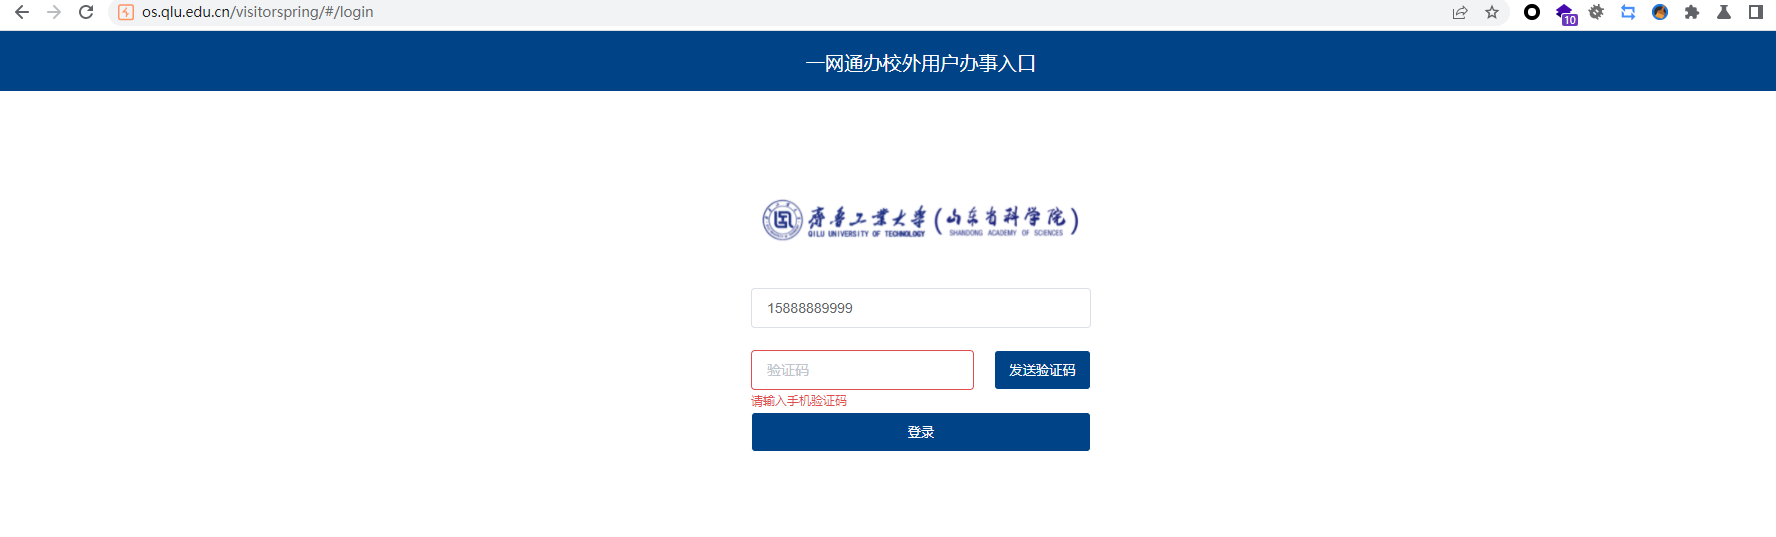 os.qlu.edu.cn/visitorspring/#/login
10
一网通办校外用户办事入口
齐鲁工业大学(山东省科学院)
QILU UNIVERSITY OF TECHNOLOGY SHANDONG ACADEMY OF SCIENCES
15888889999
验证码 发送验证码
请输入手机验证码
登录